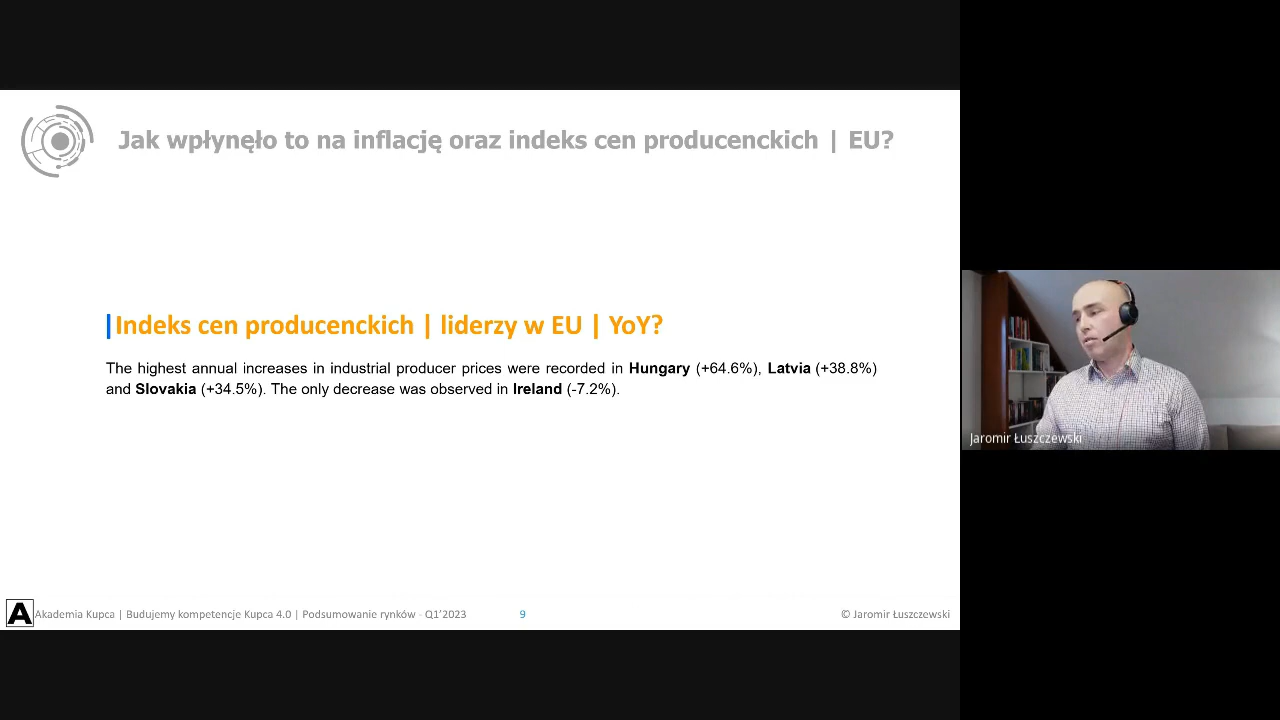 Jak wpłynęło to na inflację oraz indeks cen producenckich | EU?
Indeks cen producenckich | liderzy w EU | YoY?
The highest annual increases in industrial producer prices were recorded in Hungary (+64.6%), Latvia (+38.8%)
and Slovakia (+34.5%). The only decrease was observed in Ireland (-7.2%).
Jaromir Łuszczewski
A
Akademia Kupca | Budujemy kompetencje Kupca 4.0 | Podsumowanie rynków - Q1'2023
9
© Jaromir Łuszczewski